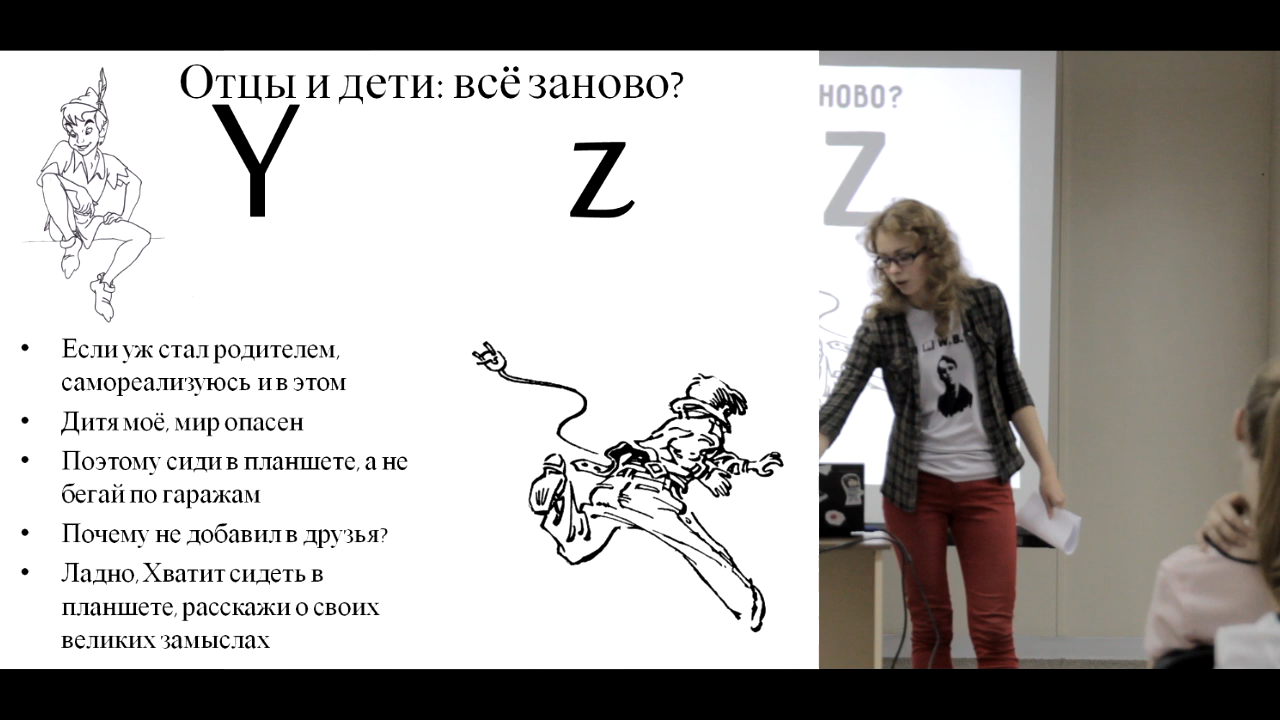 Отцы и дети: всё заново?
Y
z
• Если уж стал родителем,
самореализуюсь и в этом
• Дитя моё, мир опасен
• Поэтому сиди в планшете, а не
бегай по гаражам
• Почему не добавил в друзья?
• Ладно, Хватит сидеть в
планшете, расскажи о своих
великих замыслах
НОВО?
Z
W.B.